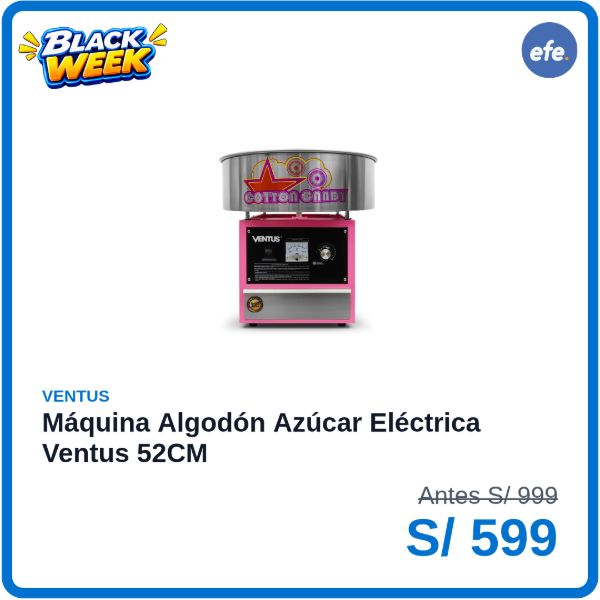 BLACK
WEEK
efe.
COTTON CANDY
VENTUS
VENTUS
Máquina Algodón Azúcar Eléctrica
Ventus 52CM
Antes S/ 999
S/ 599